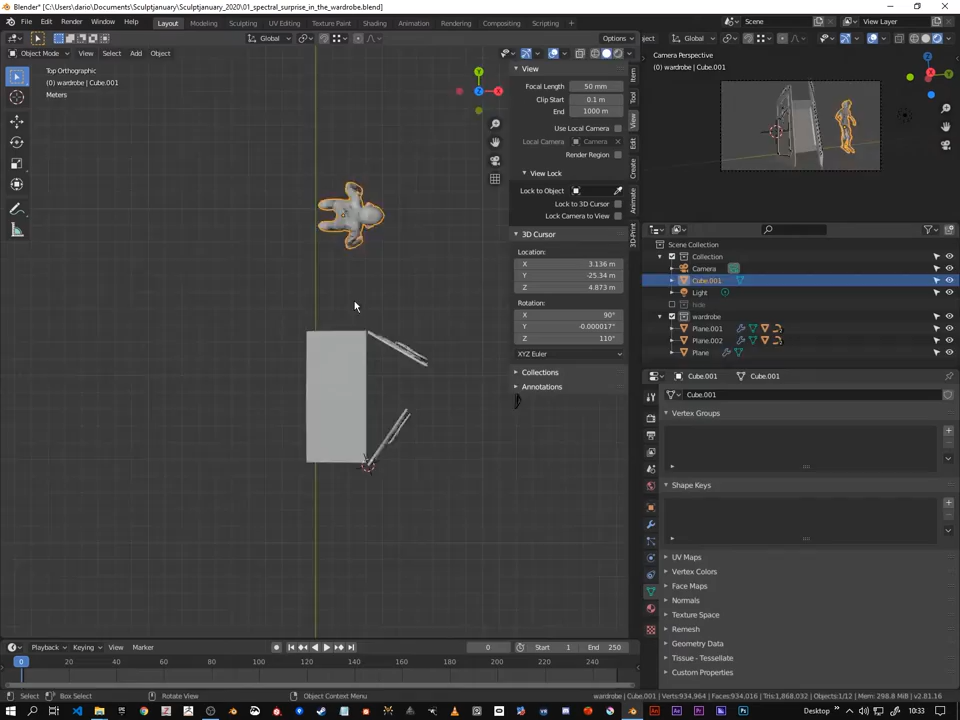 Blender* [C:\Users\dario\Documents\Sculptjanuary\Sculptjanuary_2020\01_spectral_surprise_in_the_wardrobe.blend]
File Edit Render Window Help Layout Modeling Sculpting UV Editing Texture Paint Shading Animation Rendering Compositing Scripting + Scene View Layer
Global Options
Object Mode View Select Add Object
Top Orthographic
(0) wardrobe | Cube.001
Meters
View
Focal Length 50 mm
Clip Start 0.1 m
End 1000 m
Use Local Camera
Local Camera Camera
Render Region
View Lock
Lock to Object
Lock to 3D Cursor
Lock Camera to View
3D Cursor
Location:
X 3.136 m
Y -25.34 m
Z 4.873 m
Rotation:
X 90°
Y -0.000017°
Z 110°
XYZ Euler
Collections
Annotations
Item
Tool
View
Edit
Create
Animate
3D-Print
ject Global
Camera Perspective
(0) wardrobe | Cube.001
Scene Collection
Collection
Camera
Cube.001
Light
hide
wardrobe
Plane.001
Plane.002
Plane
Cube.001 Cube.001
Cube.001
Vertex Groups
Shape Keys
UV Maps
Vertex Colors
Face Maps
Normals
Texture Space
Remesh
Geometry Data
Tissue - Tessellate
Custom Properties
Playback Keying View Marker 0 Start 1 End 250
0 20 40 60 80 100 120 140 160 180 200 220 240
Select Box Select Rotate View Object Context Menu wardrobe | Cube.001 Verts:934,964 | Faces:934,016 | Tris:1,868,032 | Objects:1/12 | Mem: 298.8 MiB | v2.81.16
Desktop 10:33